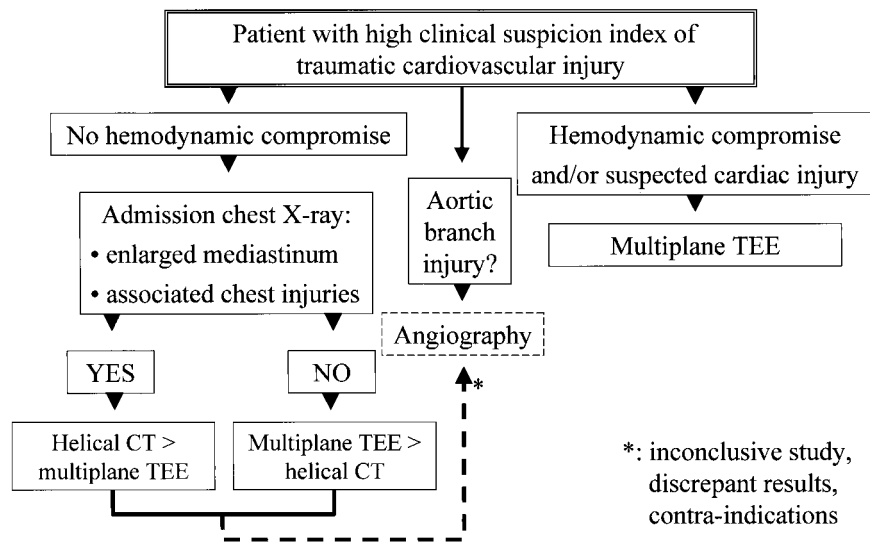 Patient with high clinical suspicion index of
traumatic cardiovascular injury
No hemodynamic compromise
Hemodynamic compromise
and/or suspected cardiac injury
Admission chest X-ray:
• enlarged mediastinum
• associated chest injuries
Aortic
branch
injury?
Multiplane TEE
Angiography
YES
NO
*
Helical CT >
multiplane TEE
Multiplane TEE >
helical CT
*: inconclusive study,
discrepant results,
contra-indications